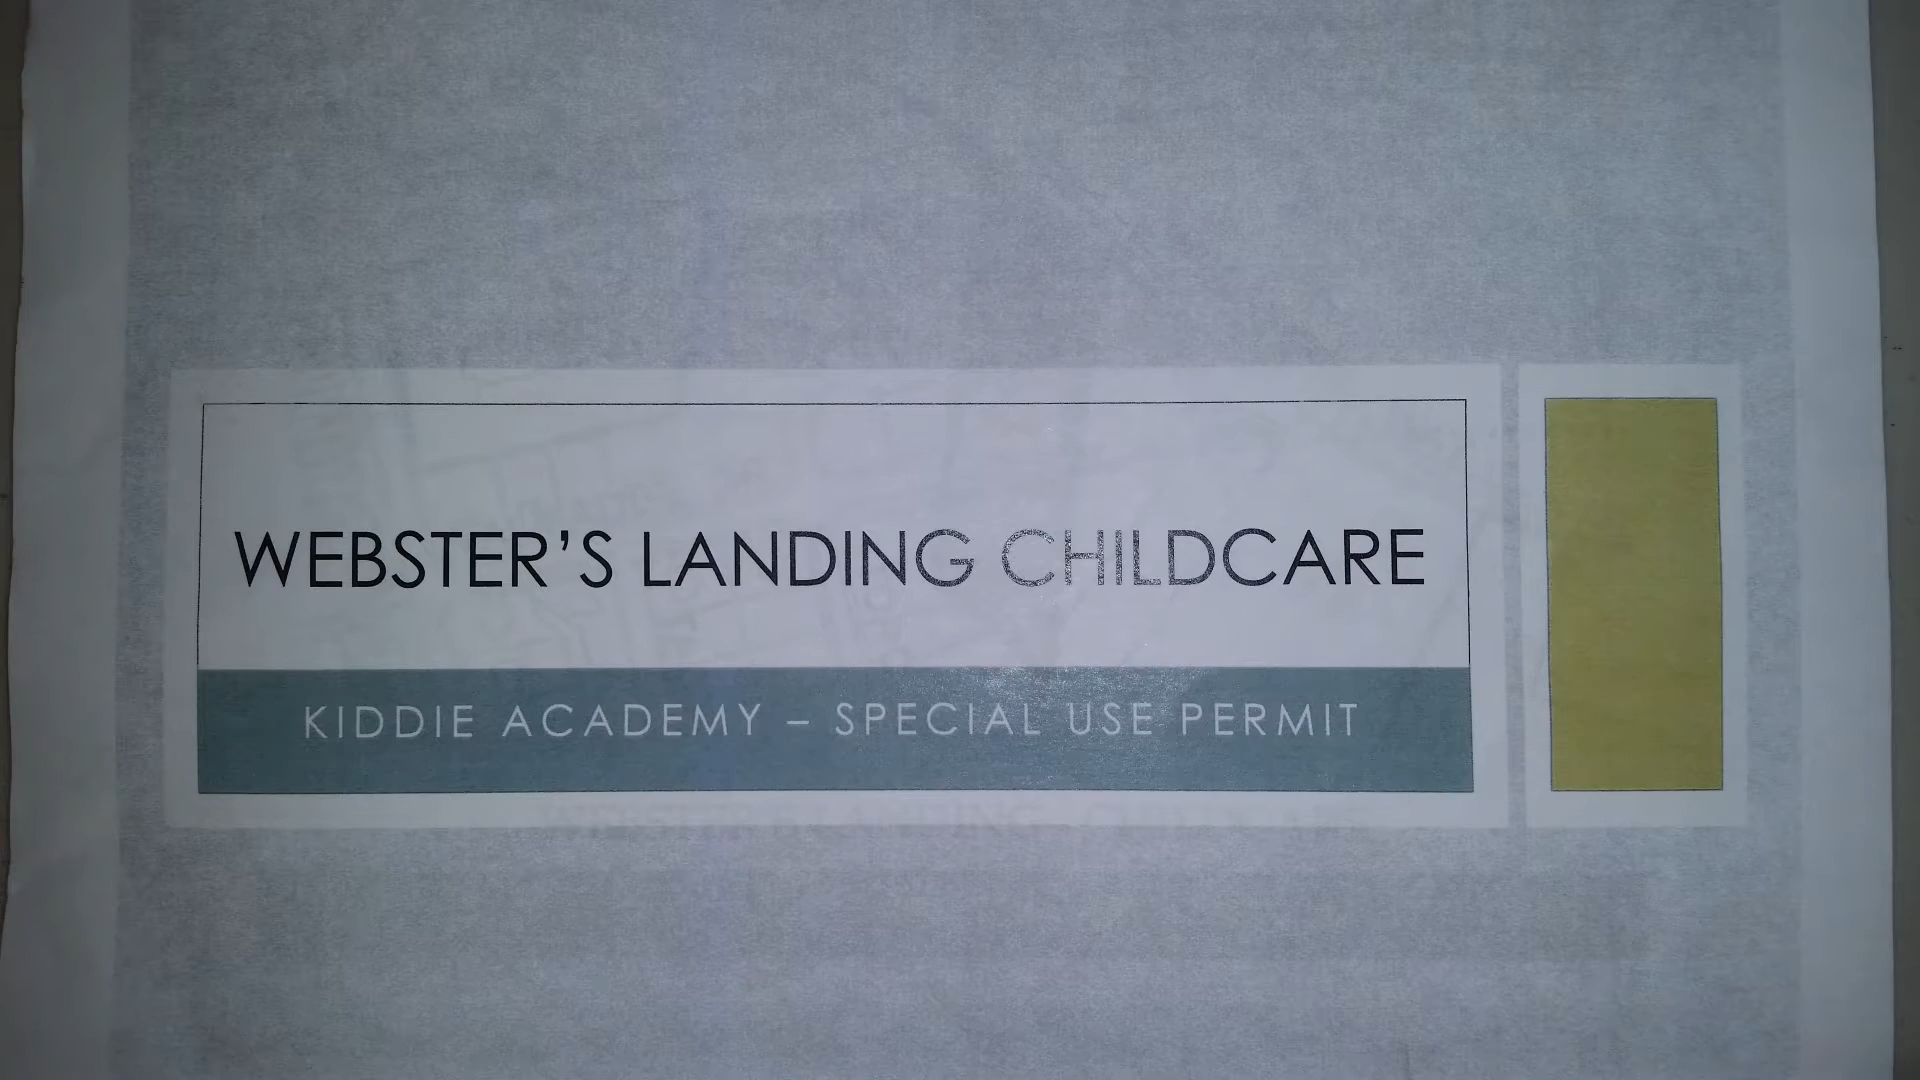 WEBSTER’S LANDING CHILDCARE
KIDDIE ACADEMY – SPECIAL USE PERMIT